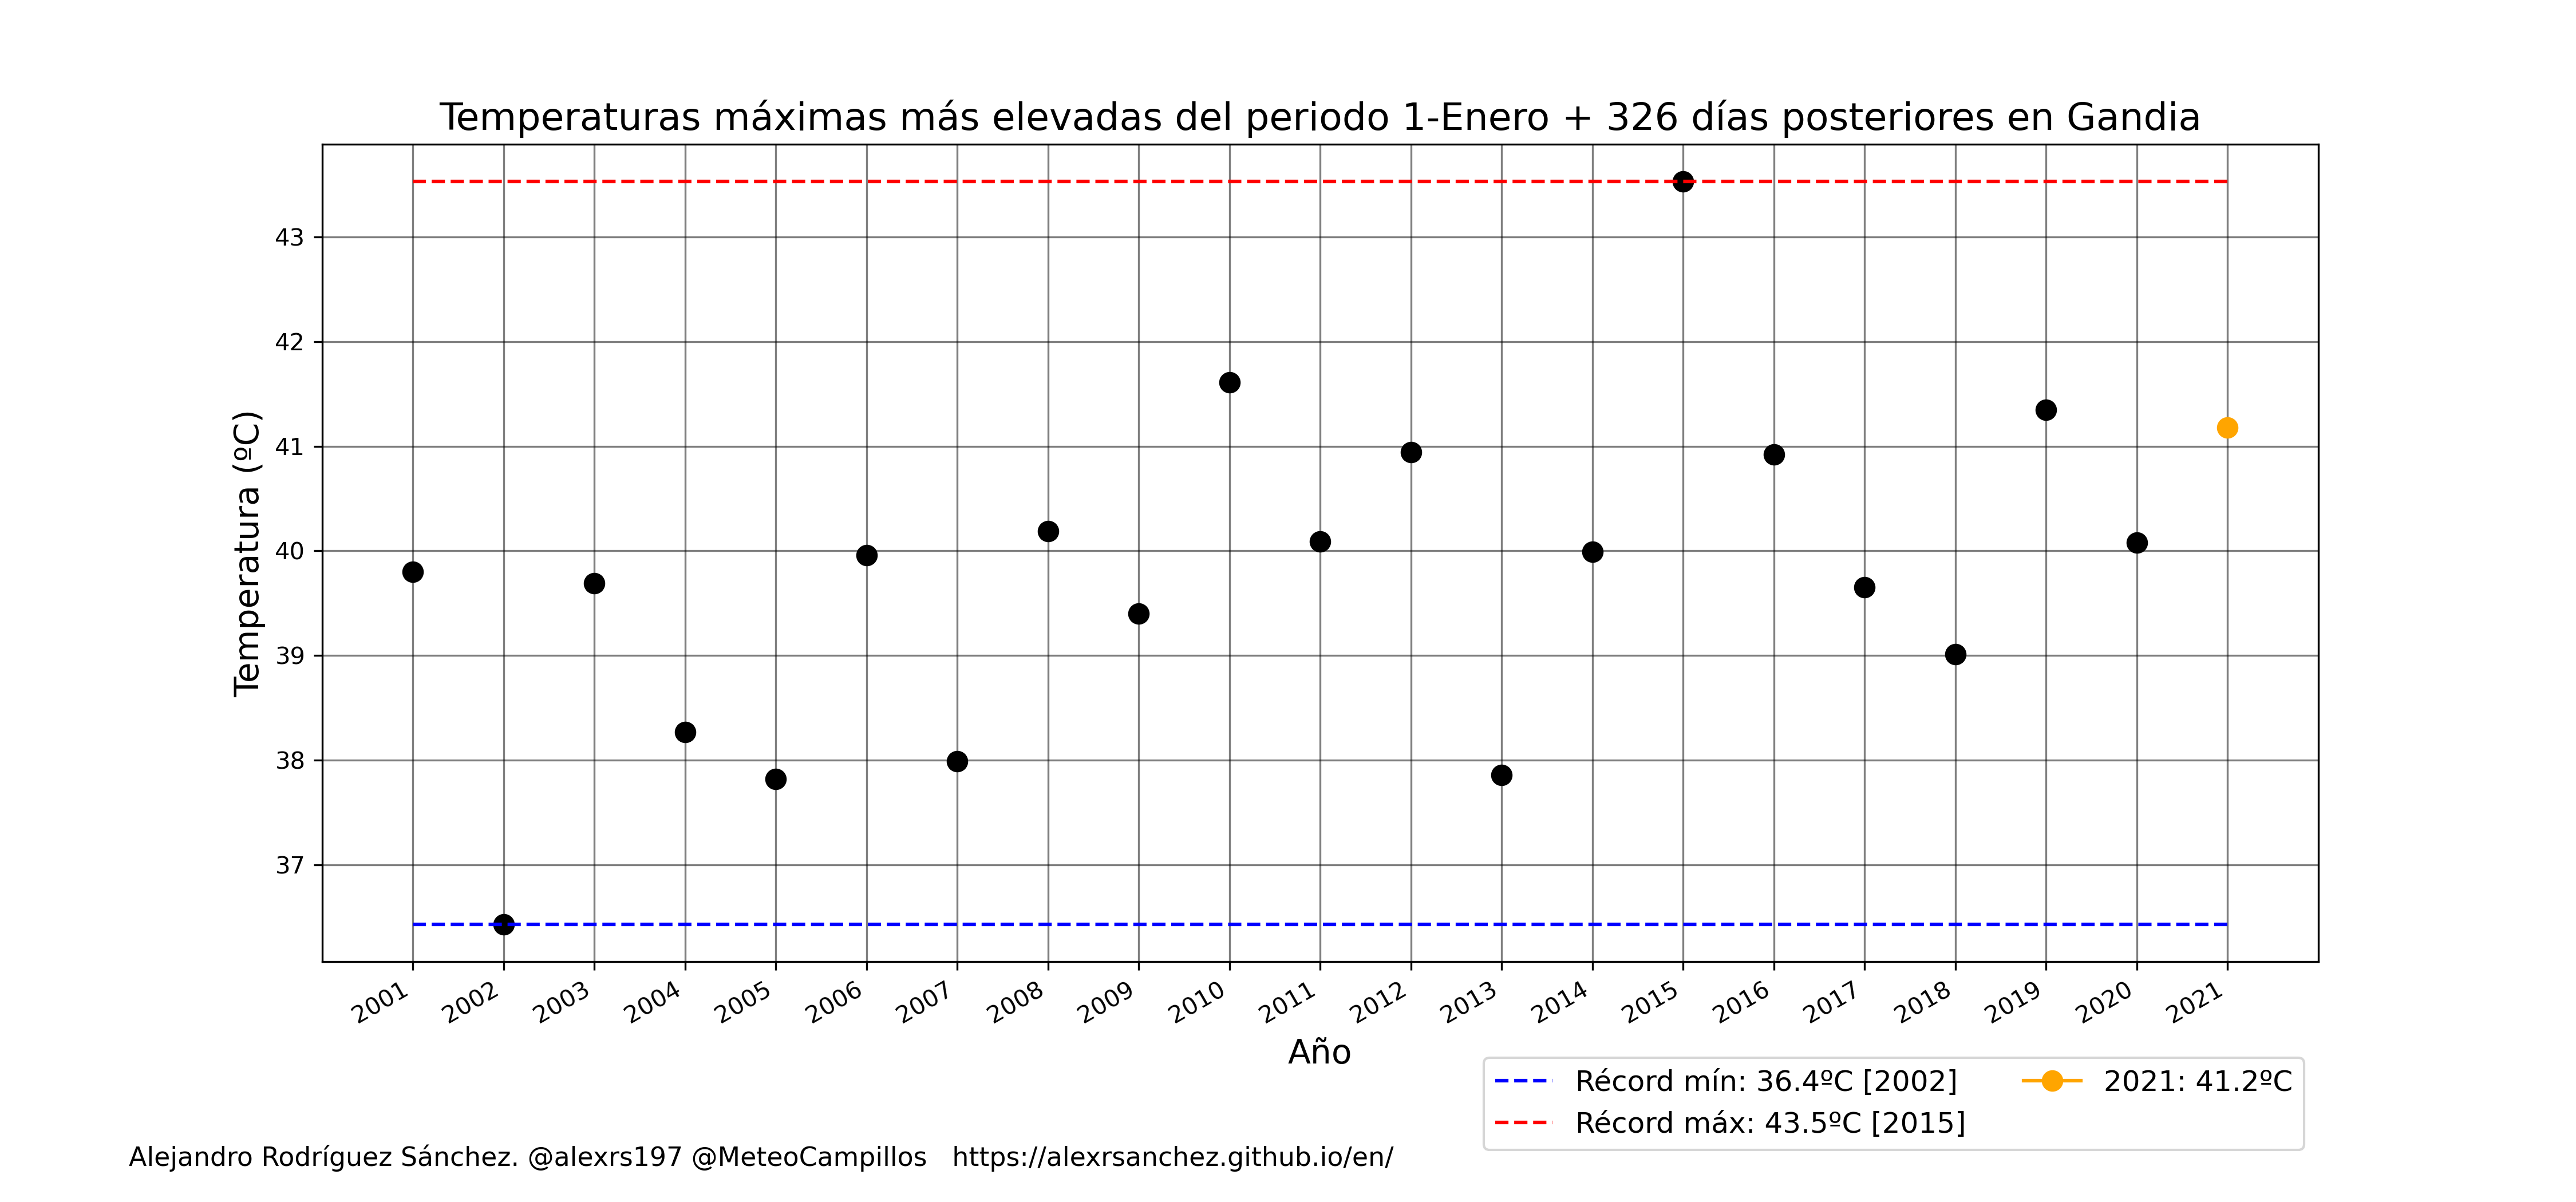 Temperaturas máximas más elevadas del periodo 1-Enero + 326 días posteriores en Gandia
Temperatura (ºC)
43
42
41
40
39
38
37
2001 2002 2003 2004 2005 2006 2007 2008 2009 2010 2011 2012 2013 2014 2015 2016 2017 2018 2019 2020 2021
Año
Récord mín: 36.4ºC [2002]
Récord máx: 43.5ºC [2015]
2021: 41.2ºC
Alejandro Rodríguez Sánchez. @alexrs197 @MeteoCampillos https://alexrsanchez.github.io/en/